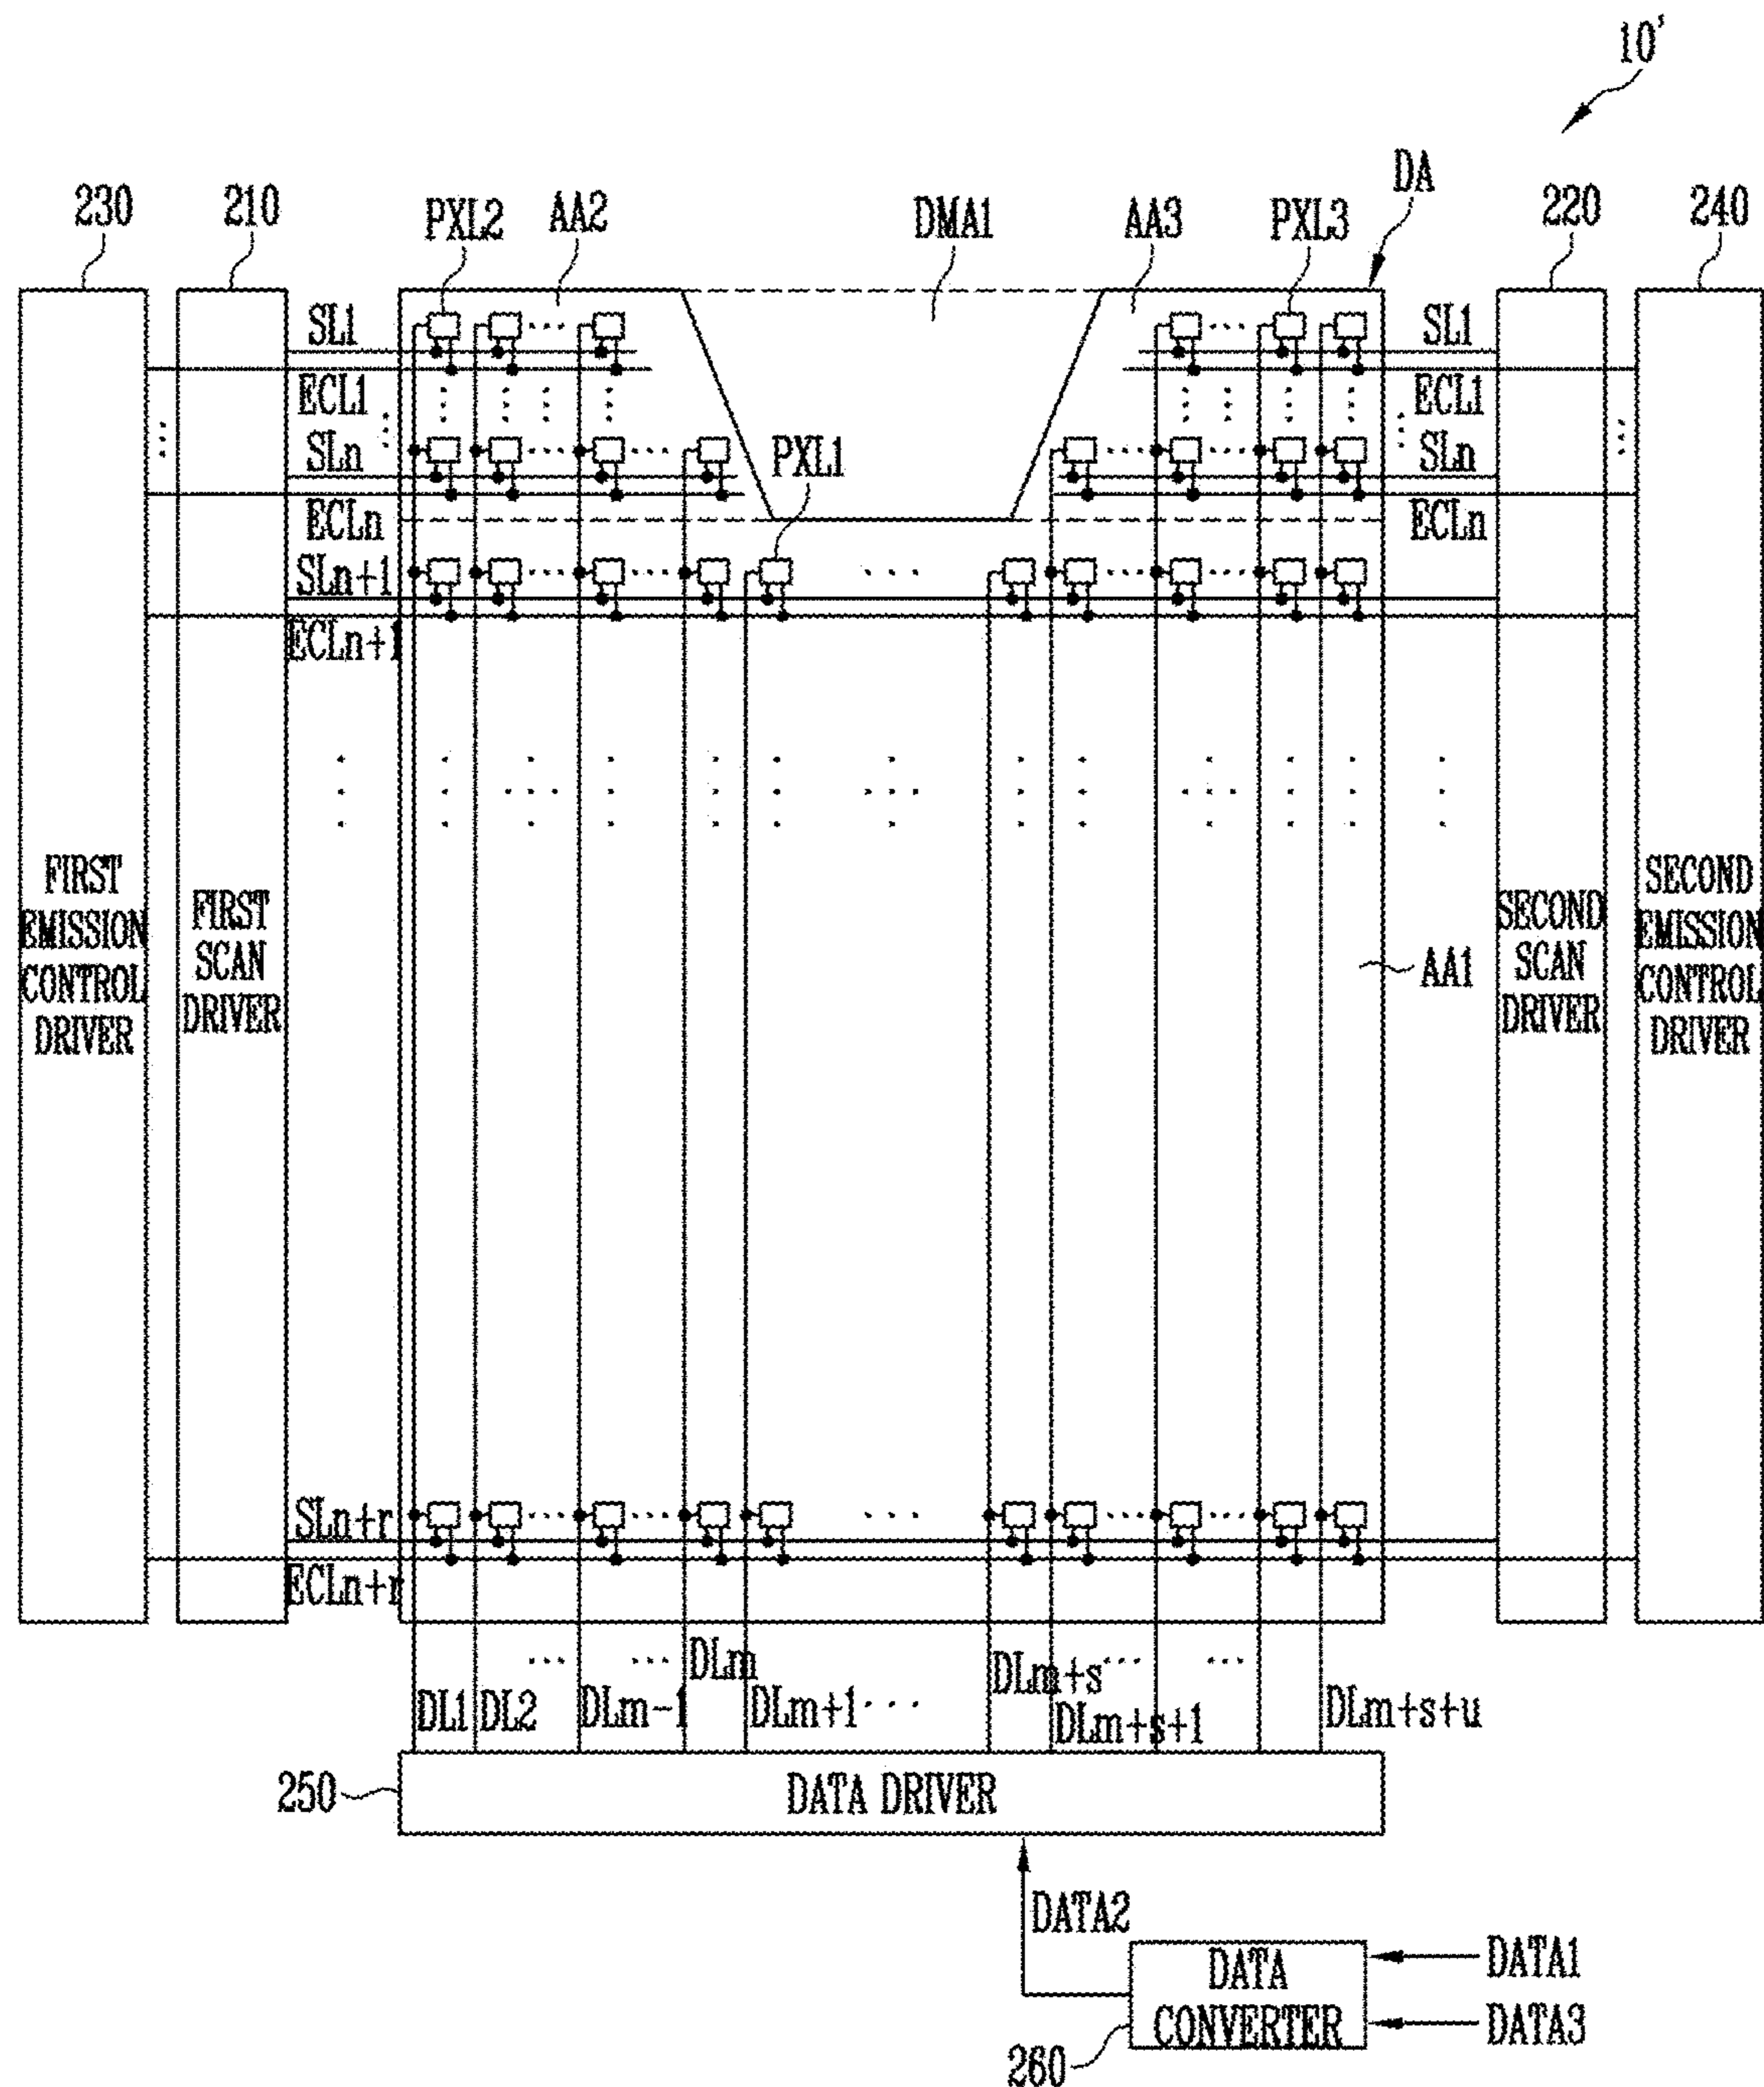 10'
230
210
PXL2
AA2
DMA1
AA3
PXL3
DA
220
240
SL1
SL1
ECL1
ECL1
SLn
SLn
PXL1
ECLn
ECLn
SLn+1
ECLn+1
FIRST
EMISSION
CONTROL
DRIVER
FIRST
SCAN
DRIVER
AA1
SECOND
SCAN
DRIVER
SECOND
EMISSION
CONTROL
DRIVER
SLn+r
ECLn+r
DL1
DL2
DLm-1
DLm
DLm+1
DLm+s
DLm+s+1
DLm+s+u
250
DATA DRIVER
DATA2
DATA
CONVERTER
DATA1
DATA3
260